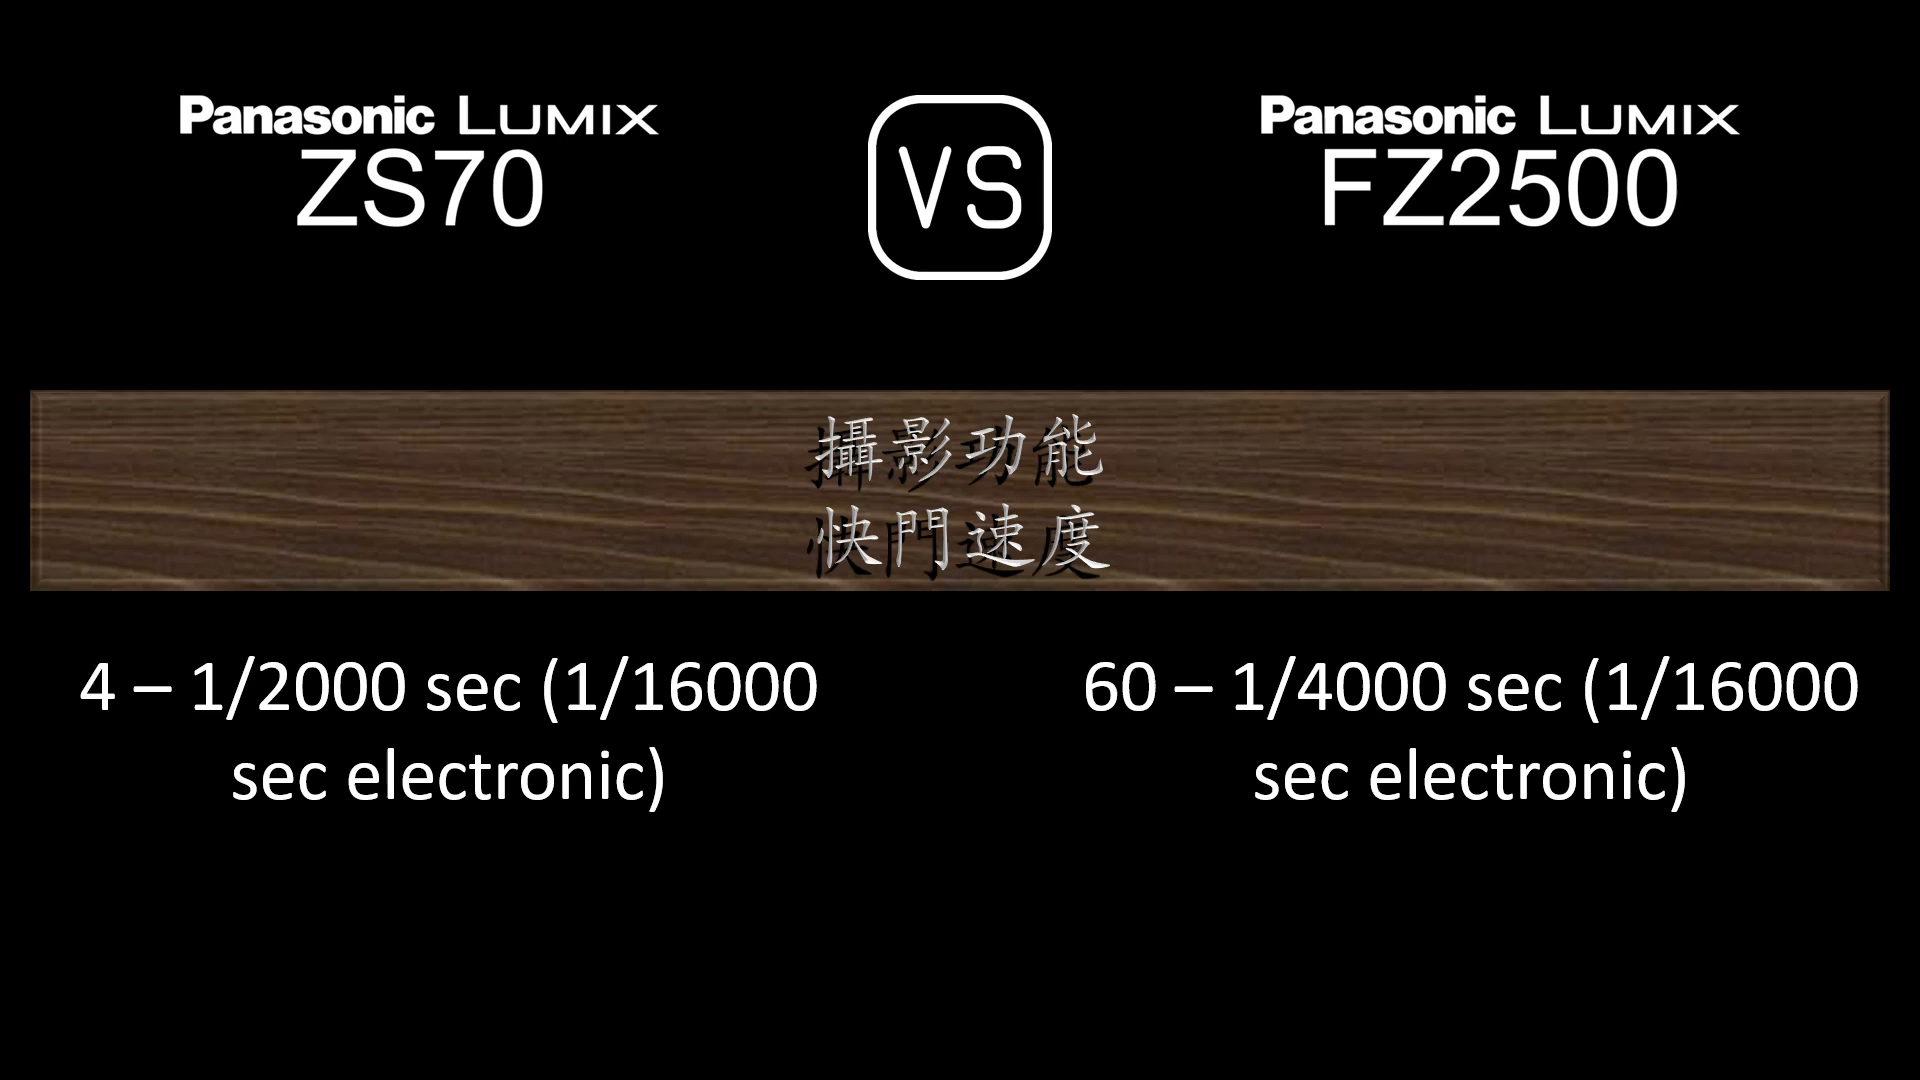 Panasonic LUMIX
ZS70
VS
Panasonic LUMIX
FZ2500
攝影功能
快門速度
4 – 1/2000 sec (1/16000
sec electronic)
60 – 1/4000 sec (1/16000
sec electronic)